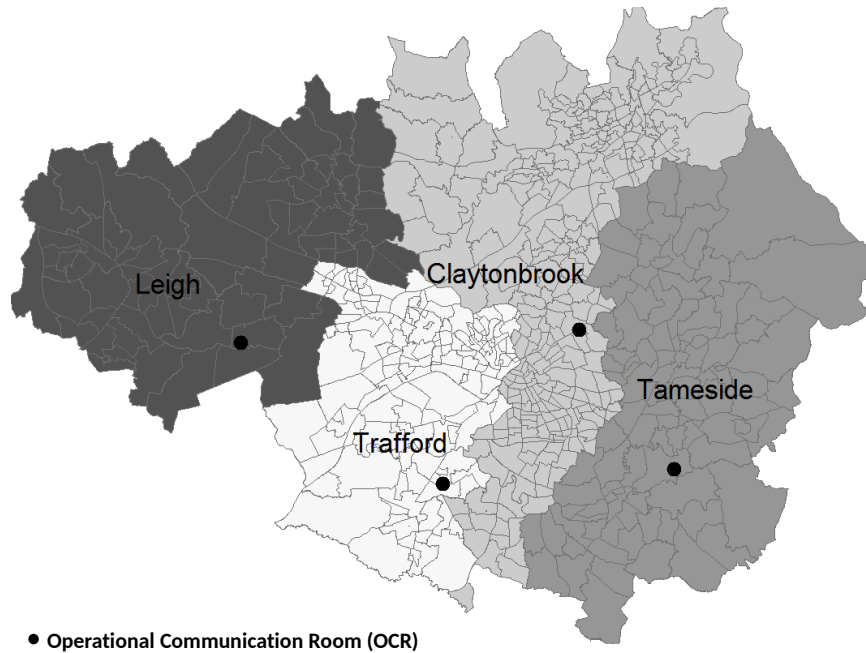 Claytonbrook
Leigh
Tameside
Trafford
Operational Communication Room (OCR)